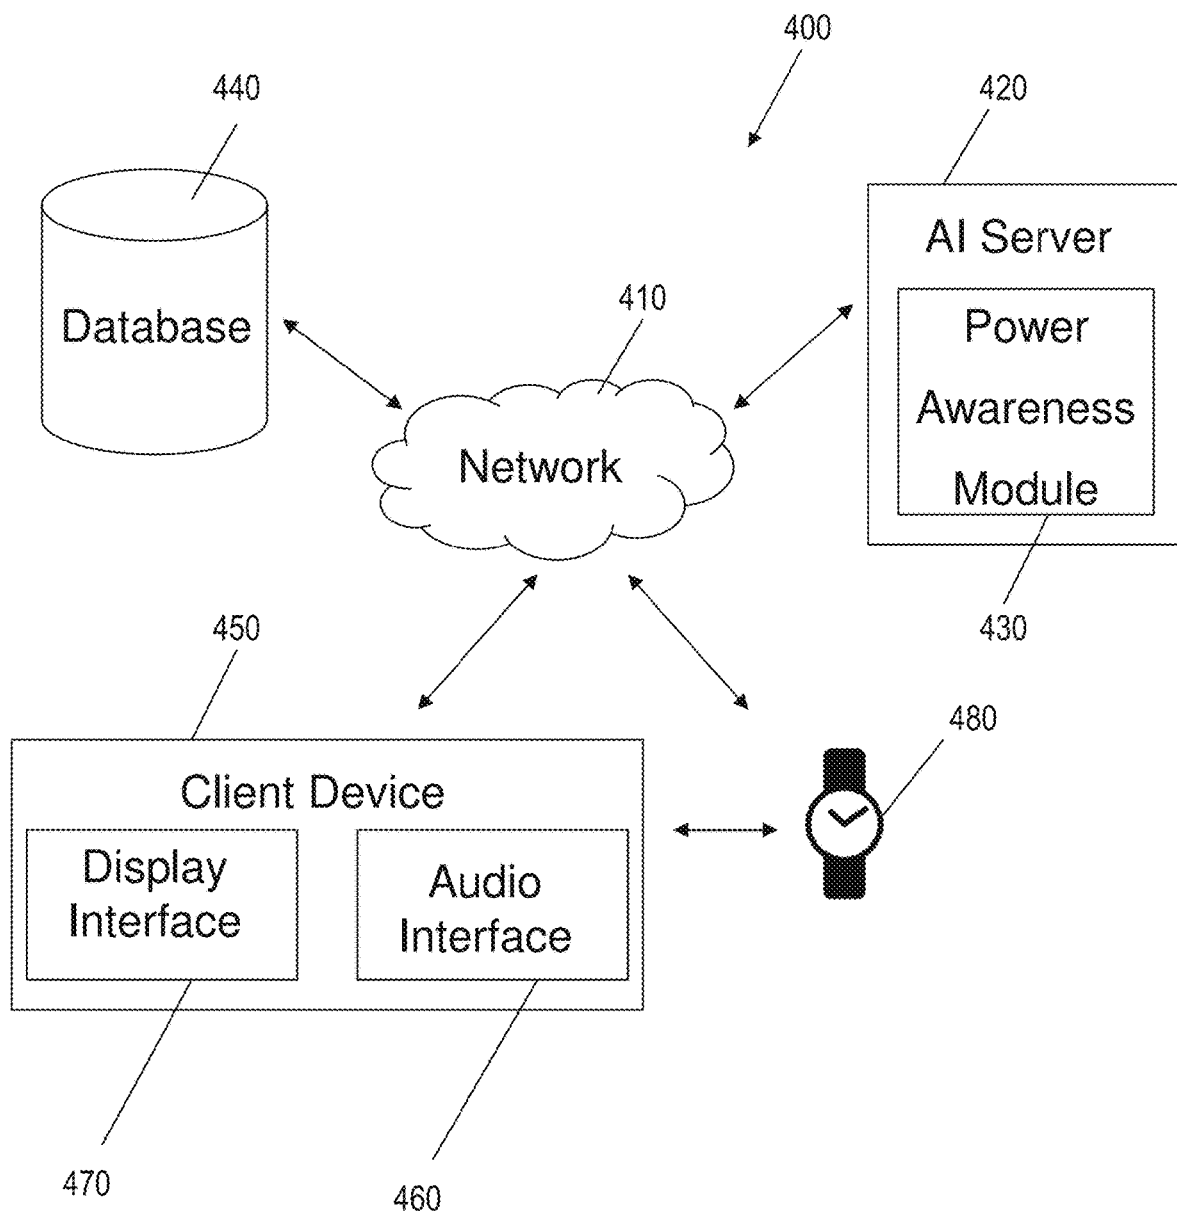 400
440
420
AI Server
410
Power
Database
Awareness
Network
Module
450
430
480
Client Device
Display
Interface
Audio
Interface
470
460